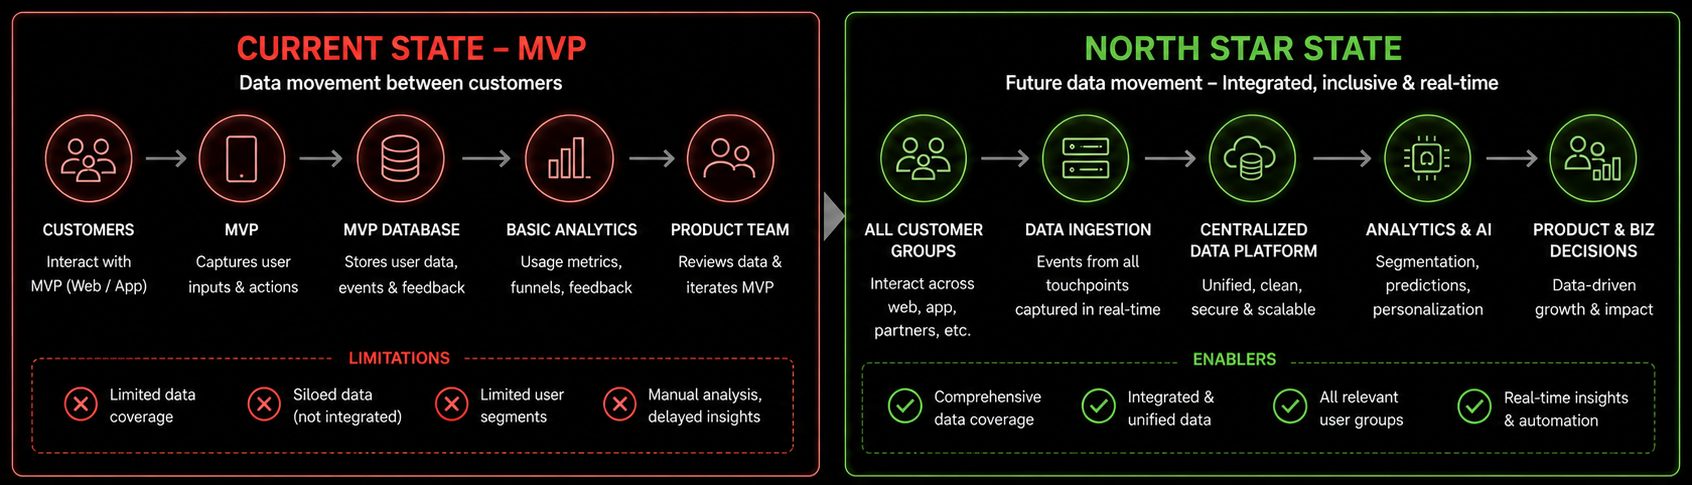 CURRENT STATE – MVP
Data movement between customers
CUSTOMERS
Interact with
MVP (Web / App)
MVP
Captures user
inputs & actions
MVP DATABASE
Stores user data,
events & feedback
BASIC ANALYTICS
Usage metrics,
funnels, feedback
PRODUCT TEAM
Reviews data &
iterates MVP
LIMITATIONS
Limited data
coverage
Siloed data
(not integrated)
Limited user
segments
Manual analysis,
delayed insights
NORTH STAR STATE
Future data movement – Integrated, inclusive & real-time
ALL CUSTOMER
GROUPS
Interact across
web, app,
partners, etc.
DATA INGESTION
Events from all
touchpoints
captured in real-time
CENTRALIZED
DATA PLATFORM
Unified, clean,
secure & scalable
ANALYTICS & AI
Segmentation,
predictions,
personalization
PRODUCT & BIZ
DECISIONS
Data-driven
growth & impact
ENABLERS
Comprehensive
data coverage
Integrated &
unified data
All relevant
user groups
Real-time insights
& automation